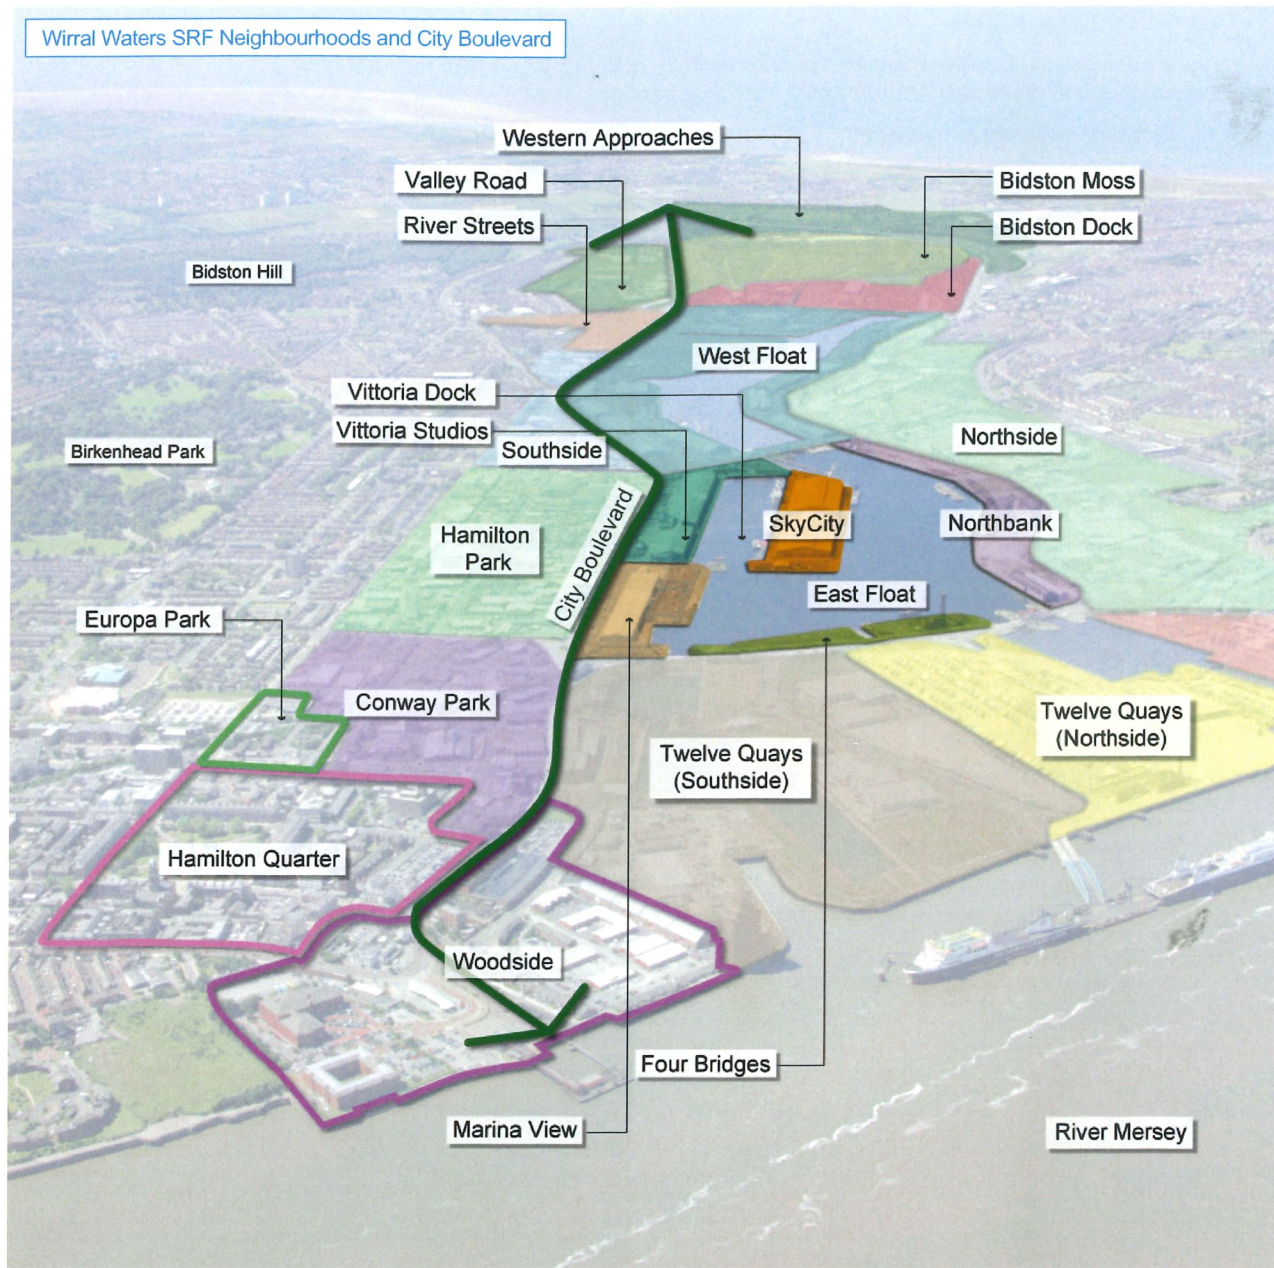 Wirral Waters SRF Neighbourhoods and City Boulevard
Western Approaches
Valley Road
Bidston Moss
River Streets
Bidston Dock
Bidston Hill
West Float
Vittoria Dock
Vittoria Studios
Southside
Northside
Birkenhead Park
City Boulevard
SkyCity
Northbank
Hamilton
Park
East Float
Europa Park
Conway Park
Twelve Quays
(Northside)
Twelve Quays
(Southside)
Hamilton Quarter
Woodside
Four Bridges
Marina View
River Mersey